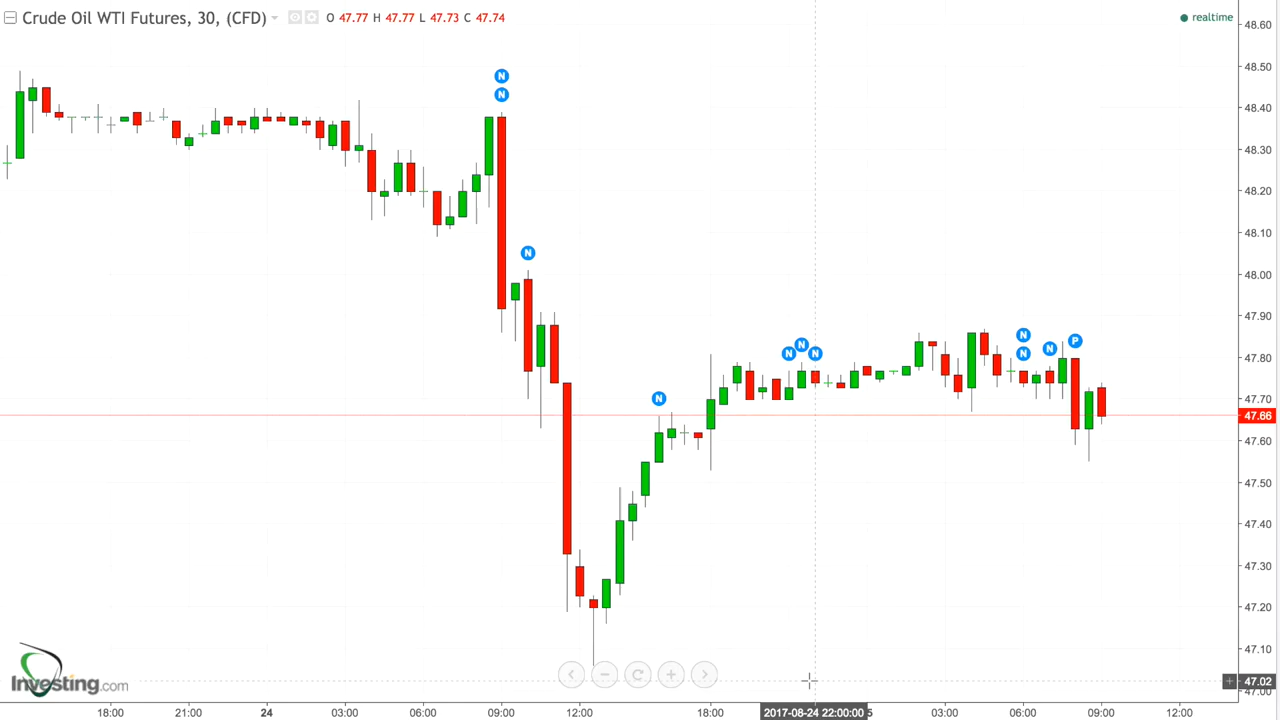 Crude Oil WTI Futures, 30, (CFD) O 47.77 H 47.77 L 47.73 C 47.74
realtime
48.60
48.50
48.40
48.30
48.20
48.10
48.00
47.90
47.80
47.70
47.66
47.60
47.50
47.40
47.30
47.20
47.10
47.02
47.00
N
N
N
N
N
N
N
N
N
N
P
Investing.com
18:00 21:00 24 03:00 06:00 09:00 12:00 18:00 2017-08-24 22:00:00 5 03:00 06:00 09:00 12:00